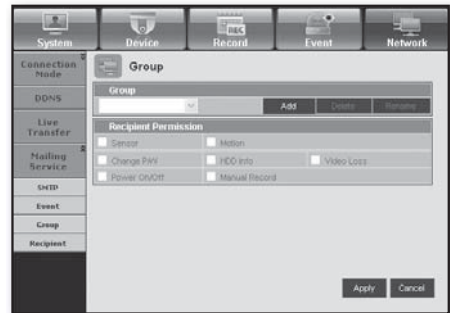 System Device Record Event Network
Connection Mode
DDNS
Live Transfer
Mailing Service
SMTP
Event
Group
Recipient
Group
Group
Add Delete Rename
Recipient Permission
Sensor Motion
Change PW HDD Info Video Loss
Power On/Off Manual Record
Apply Cancel